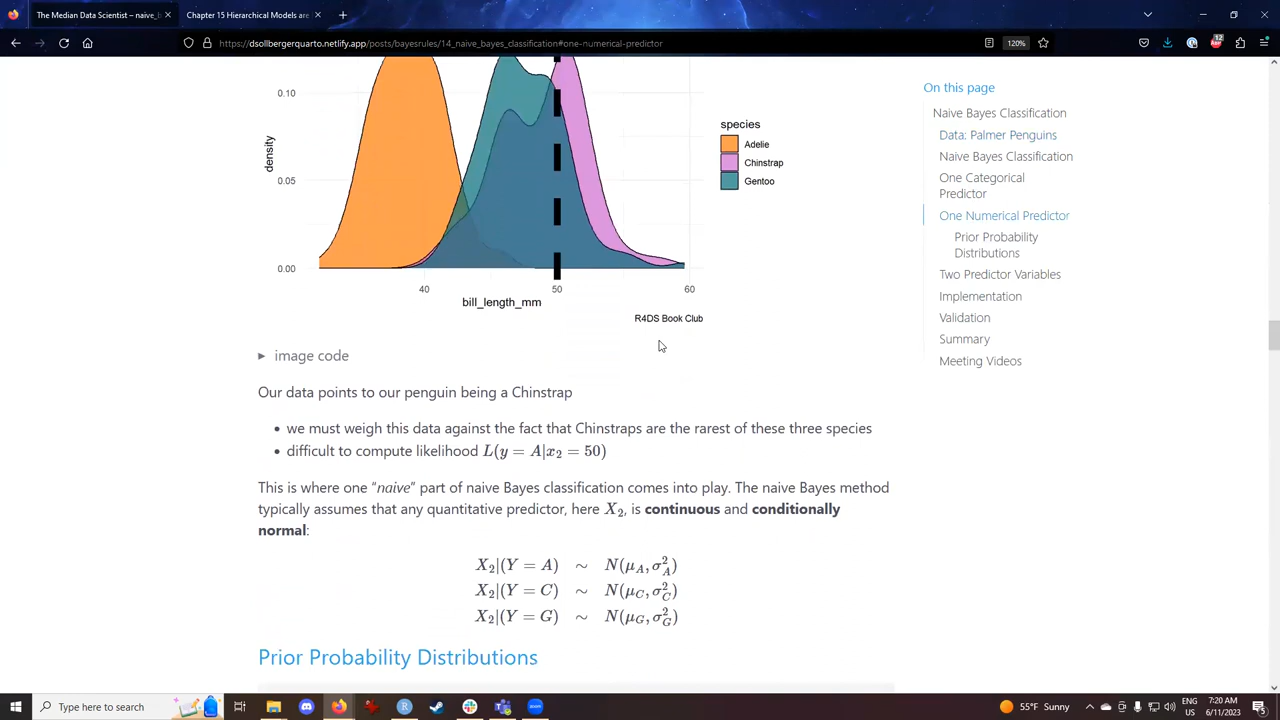 The Median Data Scientist – naive_b
Chapter 15 Hierarchical Models are
https://dsollbergerquarto.netlify.app/posts/bayesrules/14_naive_bayes_classification#one-numerical-predictor
120%
12
On this page
Naive Bayes Classification
Data: Palmer Penguins
Naive Bayes Classification
One Categorical
Predictor
One Numerical Predictor
Prior Probability
Distributions
Two Predictor Variables
Implementation
Validation
Summary
Meeting Videos
0.10
0.05
0.00
density
40
50
60
bill_length_mm
R4DS Book Club
species
Adelie
Chinstrap
Gentoo
image code
Our data points to our penguin being a Chinstrap
• we must weigh this data against the fact that Chinstraps are the rarest of these three species
• difficult to compute likelihood L(y = A|x₂ = 50)
This is where one “naive” part of naive Bayes classification comes into play. The naive Bayes method
typically assumes that any quantitative predictor, here X₂, is continuous and conditionally
normal:
X₂|(Y = A) ∼ N(μ_A, σ²_A)
X₂|(Y = C) ∼ N(μ_C, σ²_C)
X₂|(Y = G) ∼ N(μ_G, σ²_G)
Prior Probability Distributions
Type here to search
55°F Sunny
ENG
US
7:20 AM
6/11/2023